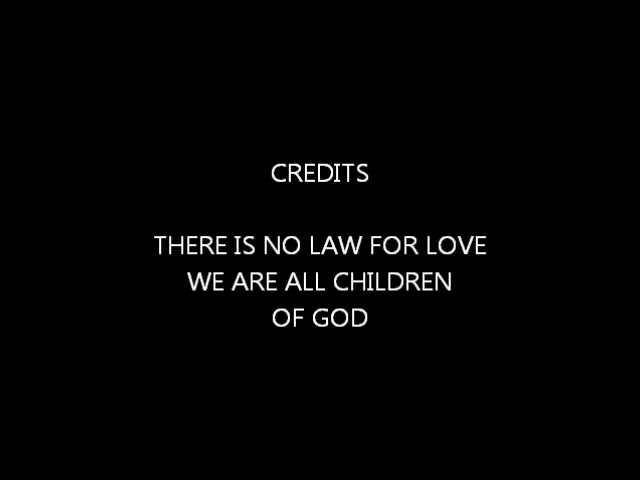 CREDITS
THERE IS NO LAW FOR LOVE
WE ARE ALL CHILDREN
OF GOD